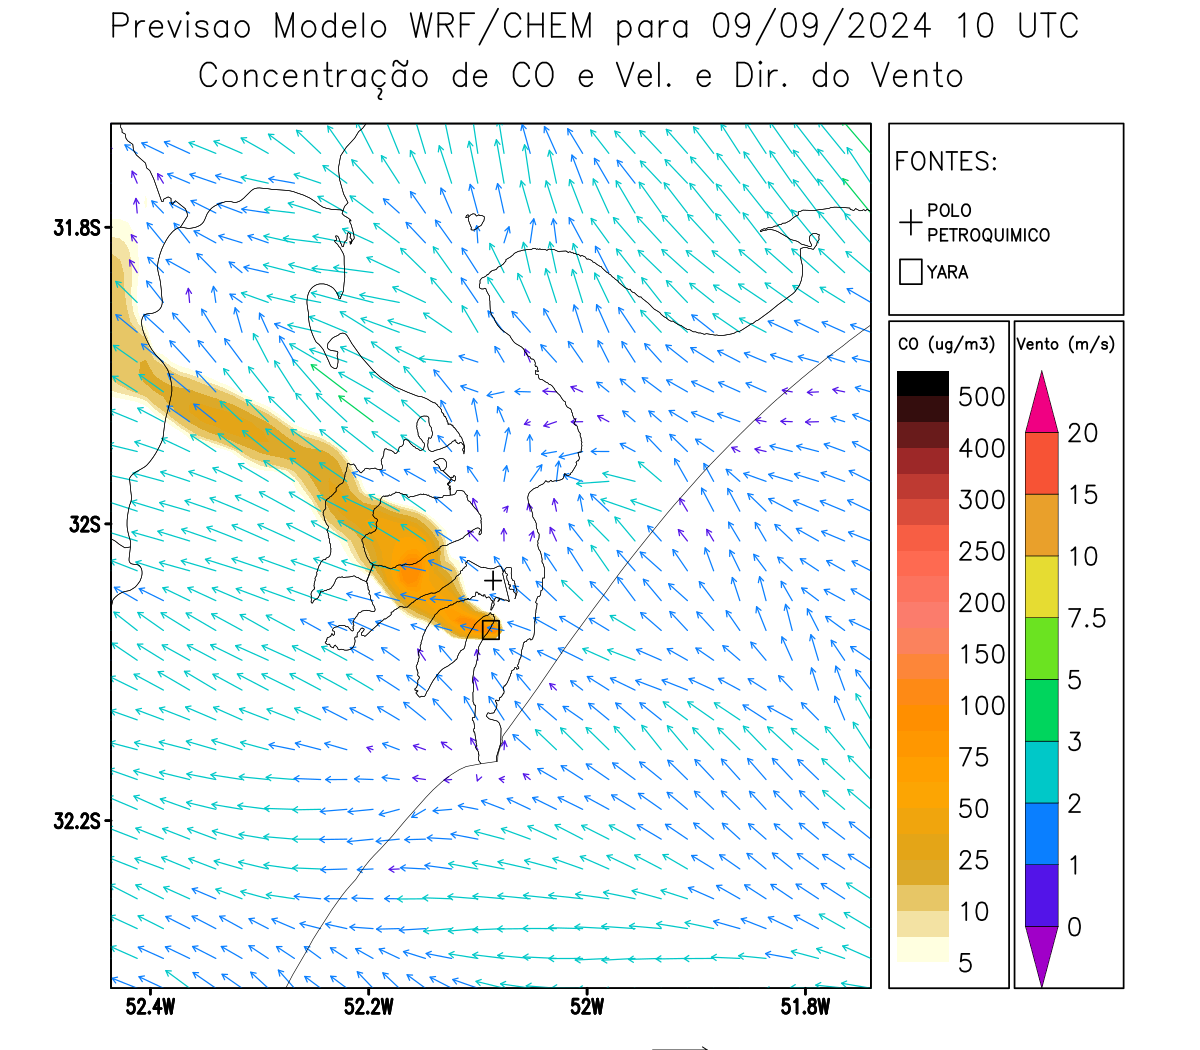 Previsao Modelo WRF/CHEM para 09/09/2024 10 UTC
Concentração de CO e Vel. e Dir. do Vento
FONTES:
POLO
PETROQUIMICO
YARA
31.8S
32S
32.2S
52.4W
52.2W
52W
51.8W
CO (ug/m3)
500
400
300
250
200
150
100
75
50
25
10
5
Vento (m/s)
20
15
10
7.5
5
3
2
1
0